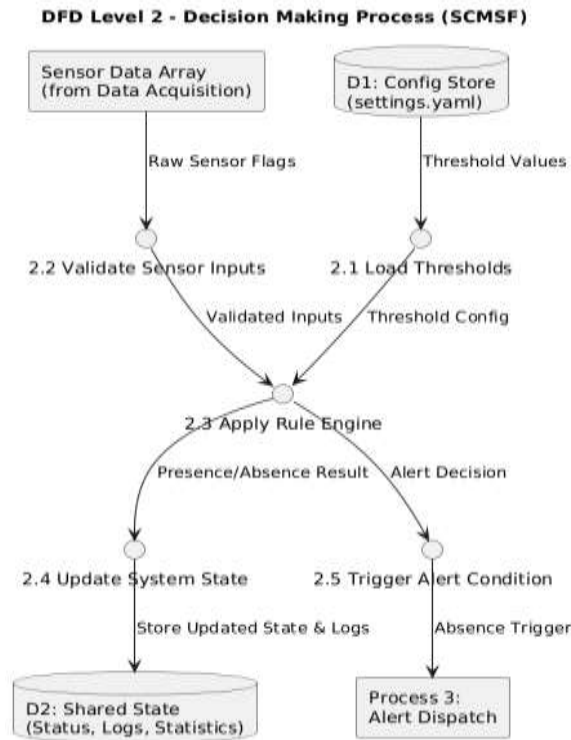 DFD Level 2 - Decision Making Process (SCMSF)
Sensor Data Array
(from Data Acquisition)
D1: Config Store
(settings.yaml)
Raw Sensor Flags
Threshold Values
2.2 Validate Sensor Inputs
2.1 Load Thresholds
Validated Inputs
Threshold Config
2.3 Apply Rule Engine
Presence/Absence Result
Alert Decision
2.4 Update System State
2.5 Trigger Alert Condition
Store Updated State & Logs
Absence Trigger
D2: Shared State
(Status, Logs, Statistics)
Process 3:
Alert Dispatch